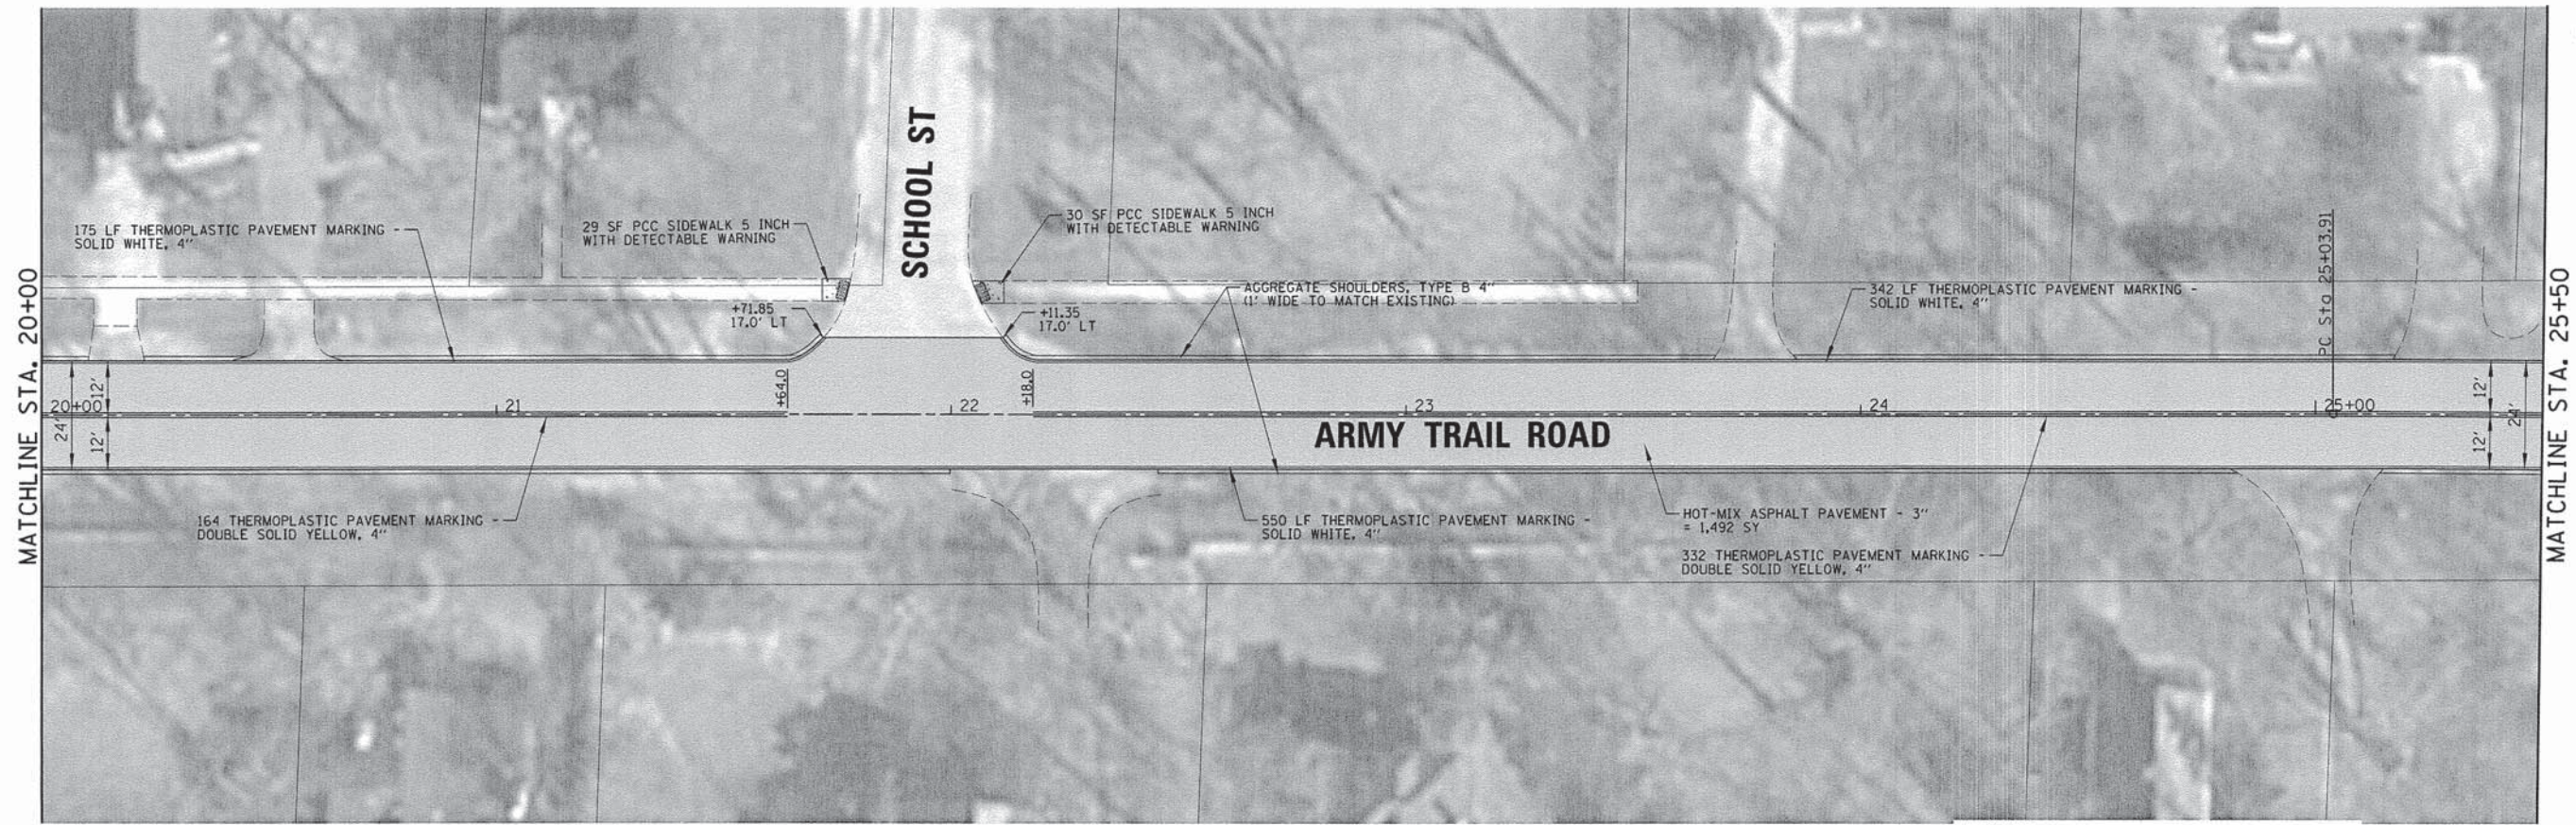 MATCHLINE STA. 20+00
175 LF THERMOPLASTIC PAVEMENT MARKING -
SOLID WHITE, 4"
29 SF PCC SIDEWALK 5 INCH
WITH DETECTABLE WARNING
SCHOOL ST
30 SF PCC SIDEWALK 5 INCH
WITH DETECTABLE WARNING
+71.85
17.0' LT
+11.35
17.0' LT
AGGREGATE SHOULDERS, TYPE B 4"
(1' WIDE TO MATCH EXISTING)
342 LF THERMOPLASTIC PAVEMENT MARKING -
SOLID WHITE, 4"
PC Sta 25+03.91
+64.0
+18.0
12'
12'
20+00
21
22
23
24
25+00
24'
24'
12'
12'
ARMY TRAIL ROAD
164 THERMOPLASTIC PAVEMENT MARKING -
DOUBLE SOLID YELLOW, 4"
550 LF THERMOPLASTIC PAVEMENT MARKING -
SOLID WHITE, 4"
HOT-MIX ASPHALT PAVEMENT - 3"
= 1,492 SY
332 THERMOPLASTIC PAVEMENT MARKING -
DOUBLE SOLID YELLOW, 4"
MATCHLINE STA. 25+50